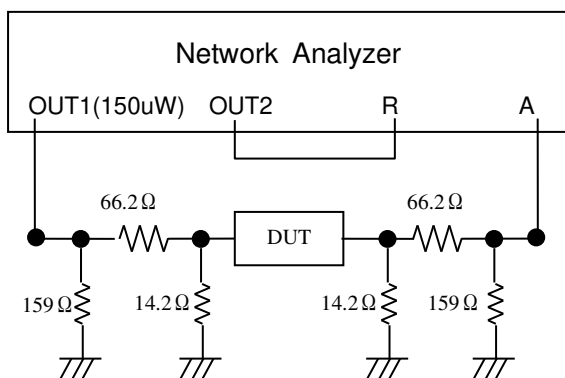 Network Analyzer
OUT1(150uW) OUT2 R A
66.2Ω 66.2Ω
DUT
159Ω 14.2Ω 14.2Ω 159Ω